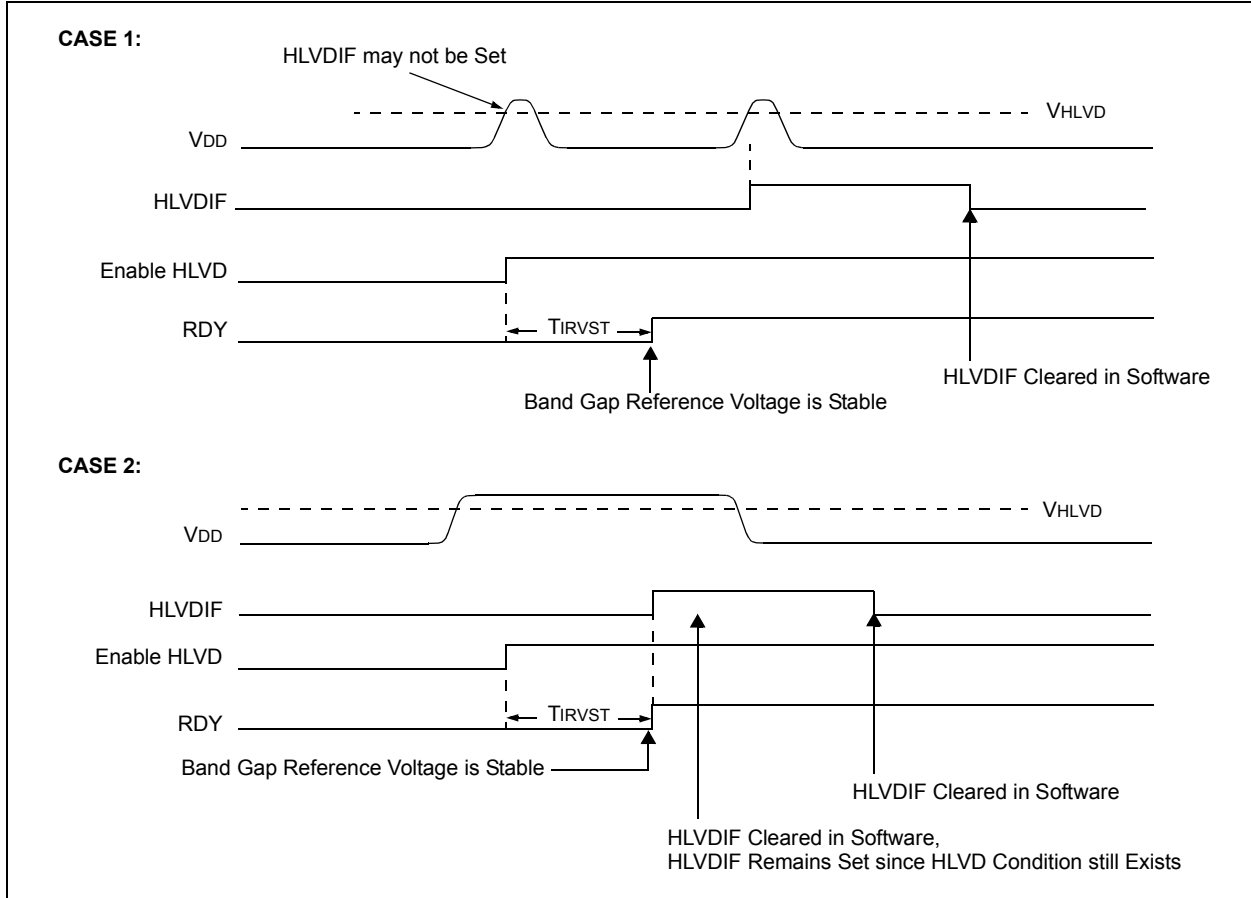 CASE 1:
HLVDIF may not be Set
VHLVD
VDD
HLVDIF
Enable HLVD
RDY
TIRVST
HLVDIF Cleared in Software
Band Gap Reference Voltage is Stable
CASE 2:
VHLVD
VDD
HLVDIF
Enable HLVD
RDY
TIRVST
Band Gap Reference Voltage is Stable
HLVDIF Cleared in Software
HLVDIF Cleared in Software,
HLVDIF Remains Set since HLVD Condition still Exists